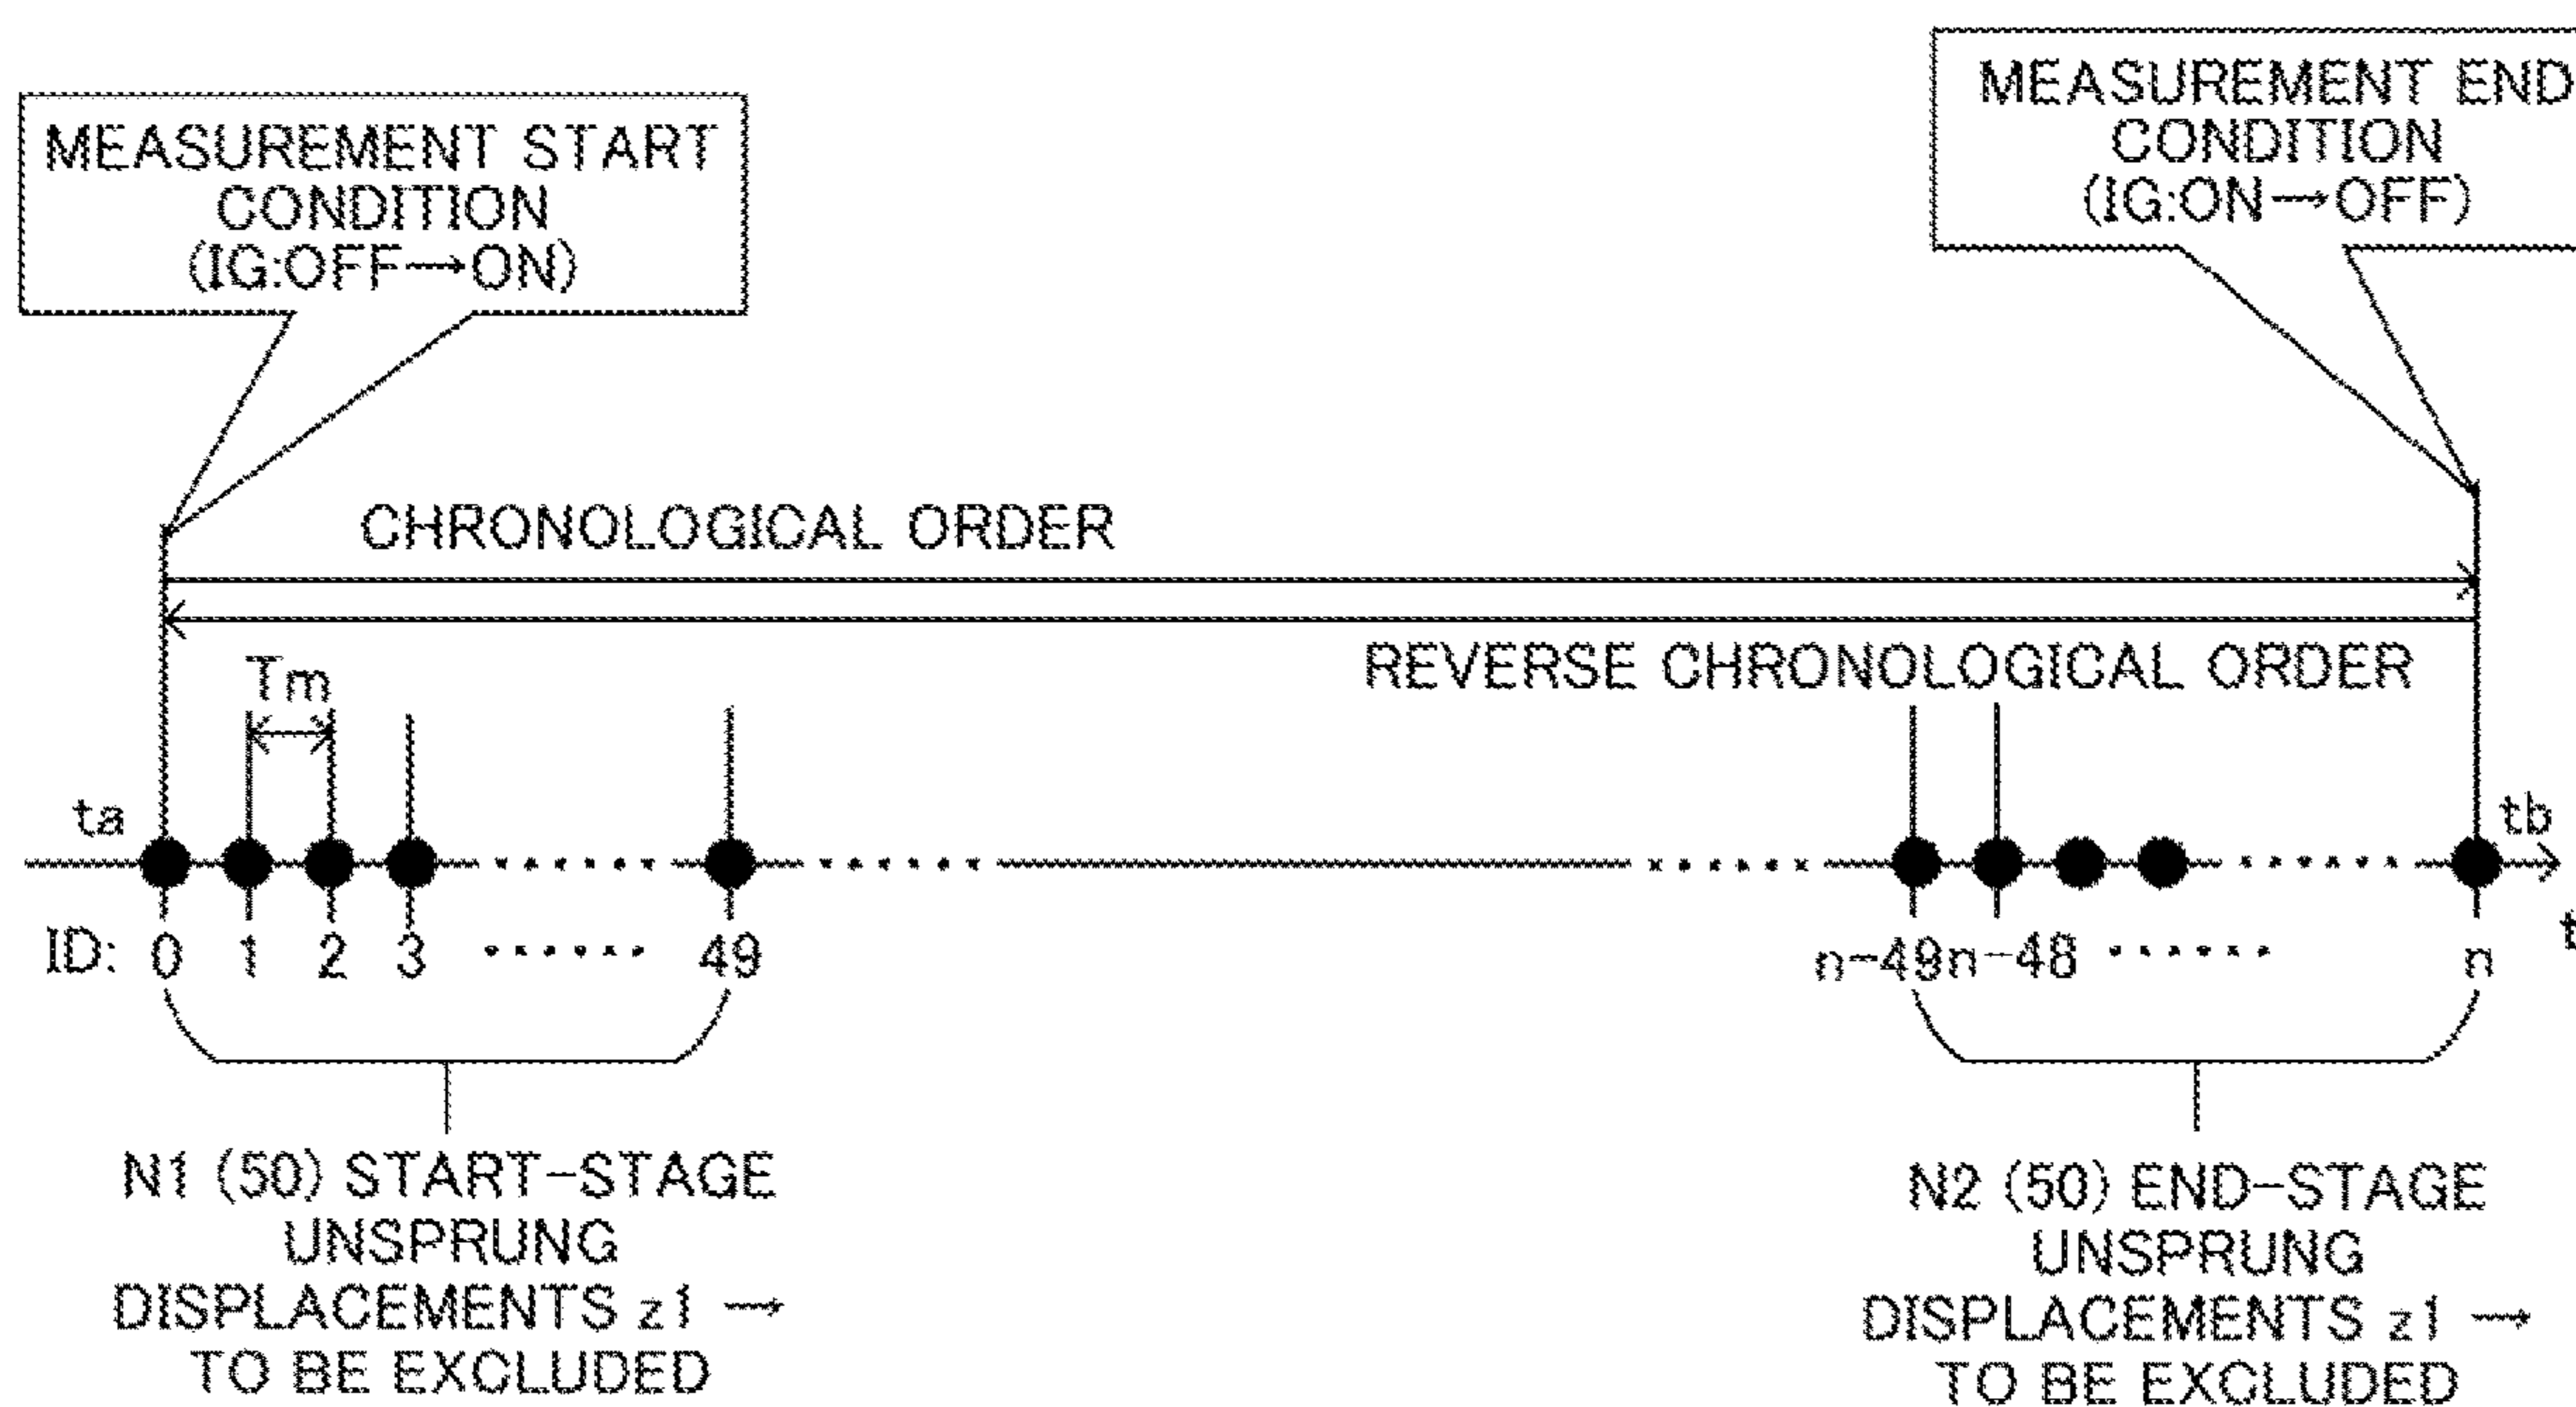 MEASUREMENT START
CONDITION
(IG:OFF→ON)
MEASUREMENT END
CONDITION
(IG:ON→OFF)
CHRONOLOGICAL ORDER
REVERSE CHRONOLOGICAL ORDER
Tm
ta
tb
ID: 0 1 2 3 ...... 49 n-49 n-48 ...... n
t
N1 (50) START-STAGE
UNSPRUNG
DISPLACEMENTS z1 →
TO BE EXCLUDED
N2 (50) END-STAGE
UNSPRUNG
DISPLACEMENTS z1 →
TO BE EXCLUDED